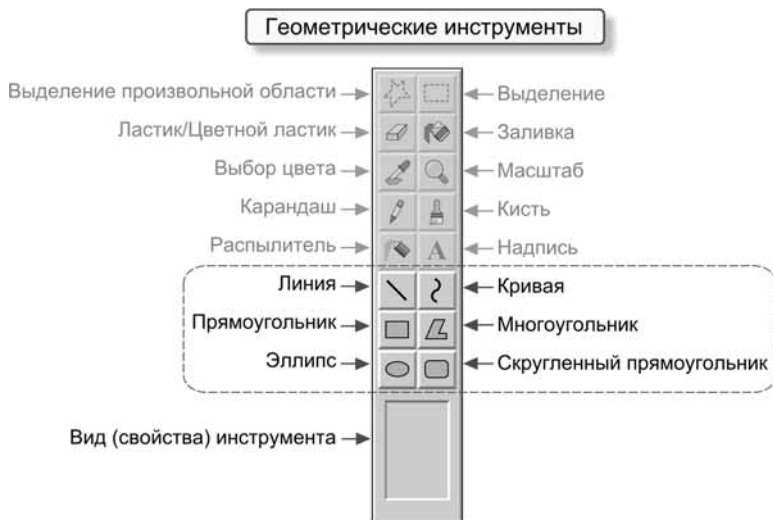 Геометрические инструменты
Выделение произвольной области
Выделение
Ластик/Цветной ластик
Заливка
Выбор цвета
Масштаб
Карандаш
Кисть
Распылитель
Надпись
A
Линия
Кривая
Прямоугольник
Многоугольник
Эллипс
Скругленный прямоугольник
Вид (свойства) инструмента